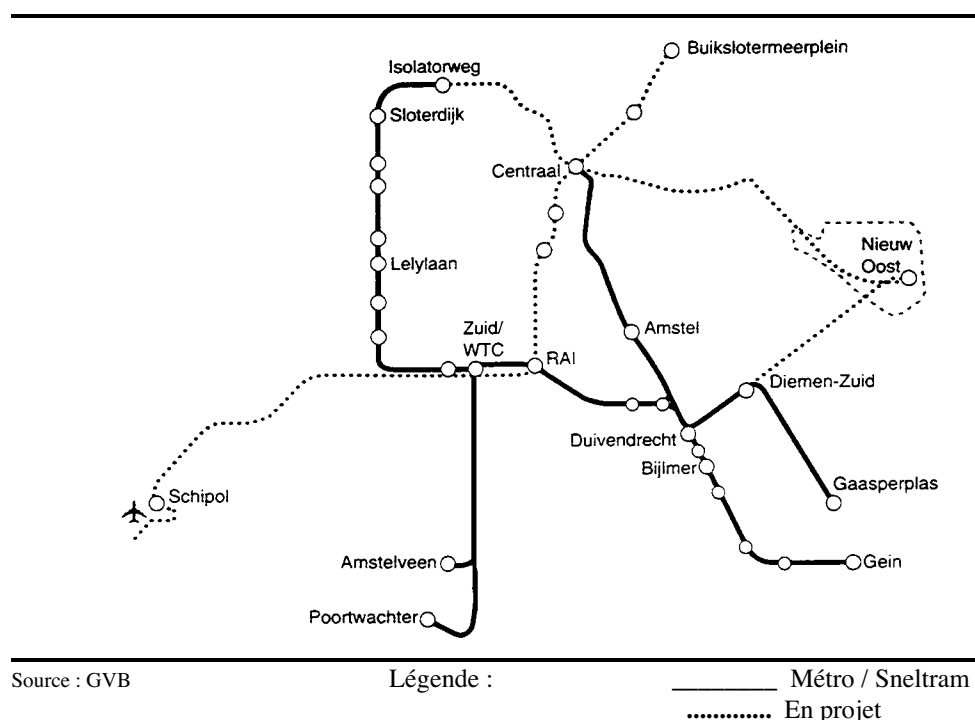 Buikslotermeerplein
Isolatorweg
Sloterdijk
Centraal
Nieuw
Oost
Lelylaan
Zuid/
WTC
Amstel
RAI
Diemen-Zuid
Duivendrecht
Bijlmer
Gaasperplas
Schipol
Amstelveen
Gein
Poortwachter
Source : GVB
Légende :
Métro / Sneltram
En projet